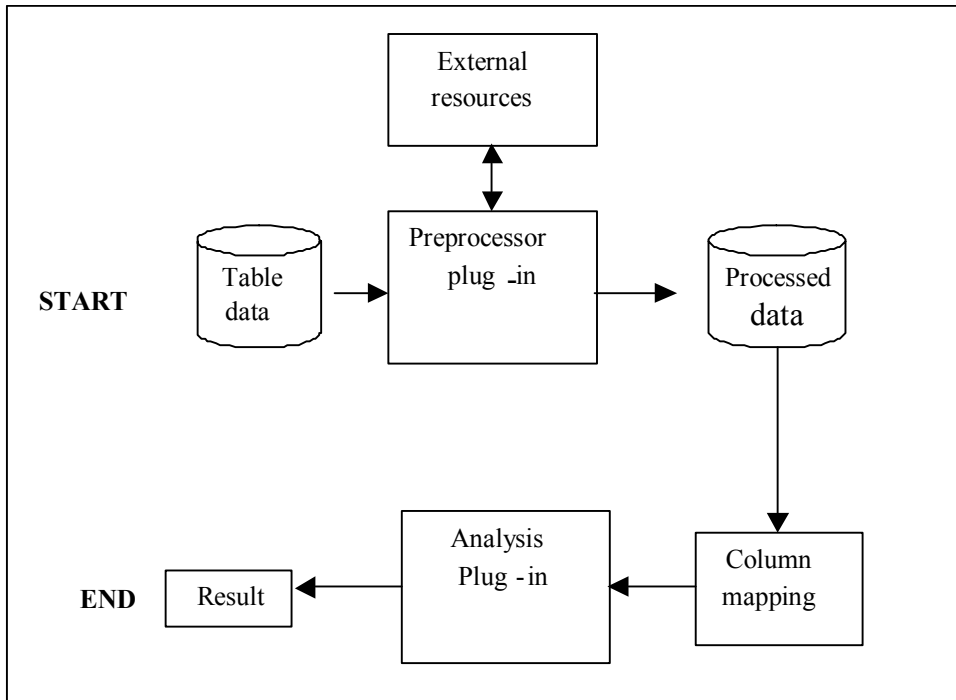 External
resources
START
Table
data
Preprocessor
plug -in
Processed
data
END
Result
Analysis
Plug -in
Column
mapping